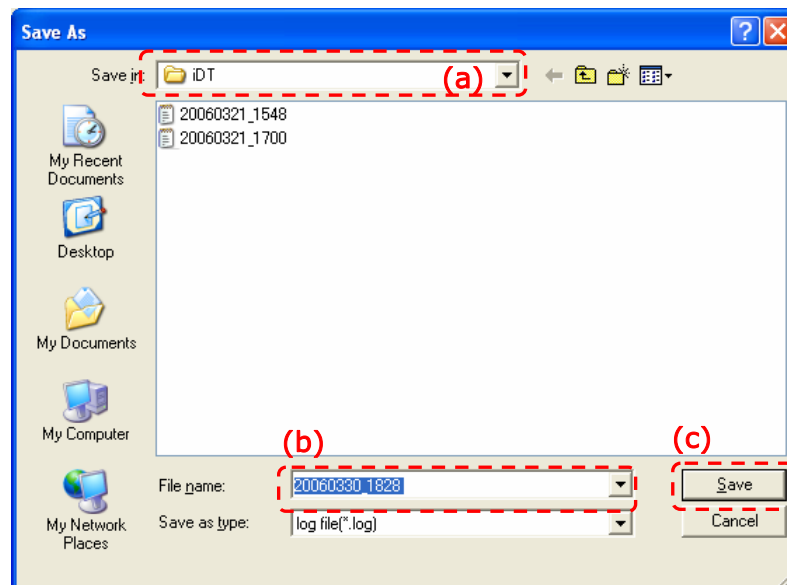 Save As
Save in: iDT (a)
20060321_1548
20060321_1700
My Recent
Documents
Desktop
My Documents
My Computer
My Network
Places
(b)
(c)
File name: 20060330_1828 Save
Save as type: log file(*.log) Cancel